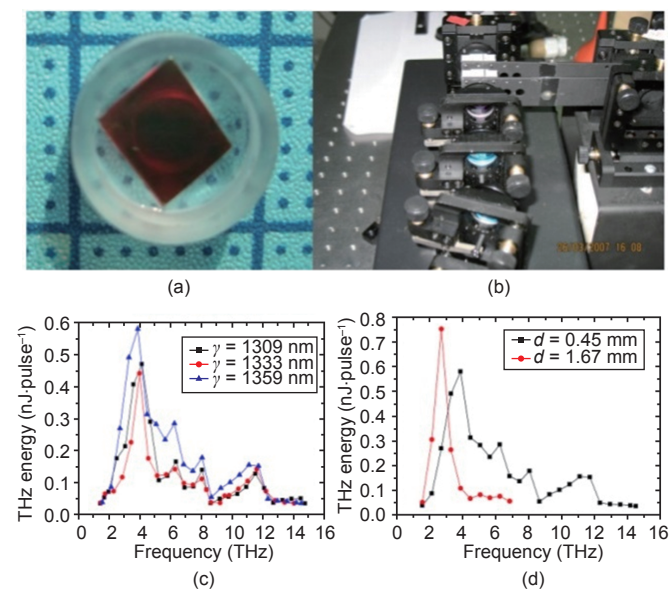 (a)
(b)
0.6
0.5
0.4
0.3
0.2
0.1
0.0
THz energy (nJ·pulse⁻¹)
γ = 1309 nm
γ = 1333 nm
γ = 1359 nm
0 2 4 6 8 10 12 14 16
Frequency (THz)
(c)
0.8
0.7
0.6
0.5
0.4
0.3
0.2
0.1
0.0
THz energy (nJ·pulse⁻¹)
d = 0.45 mm
d = 1.67 mm
0 2 4 6 8 10 12 14 16
Frequency (THz)
(d)